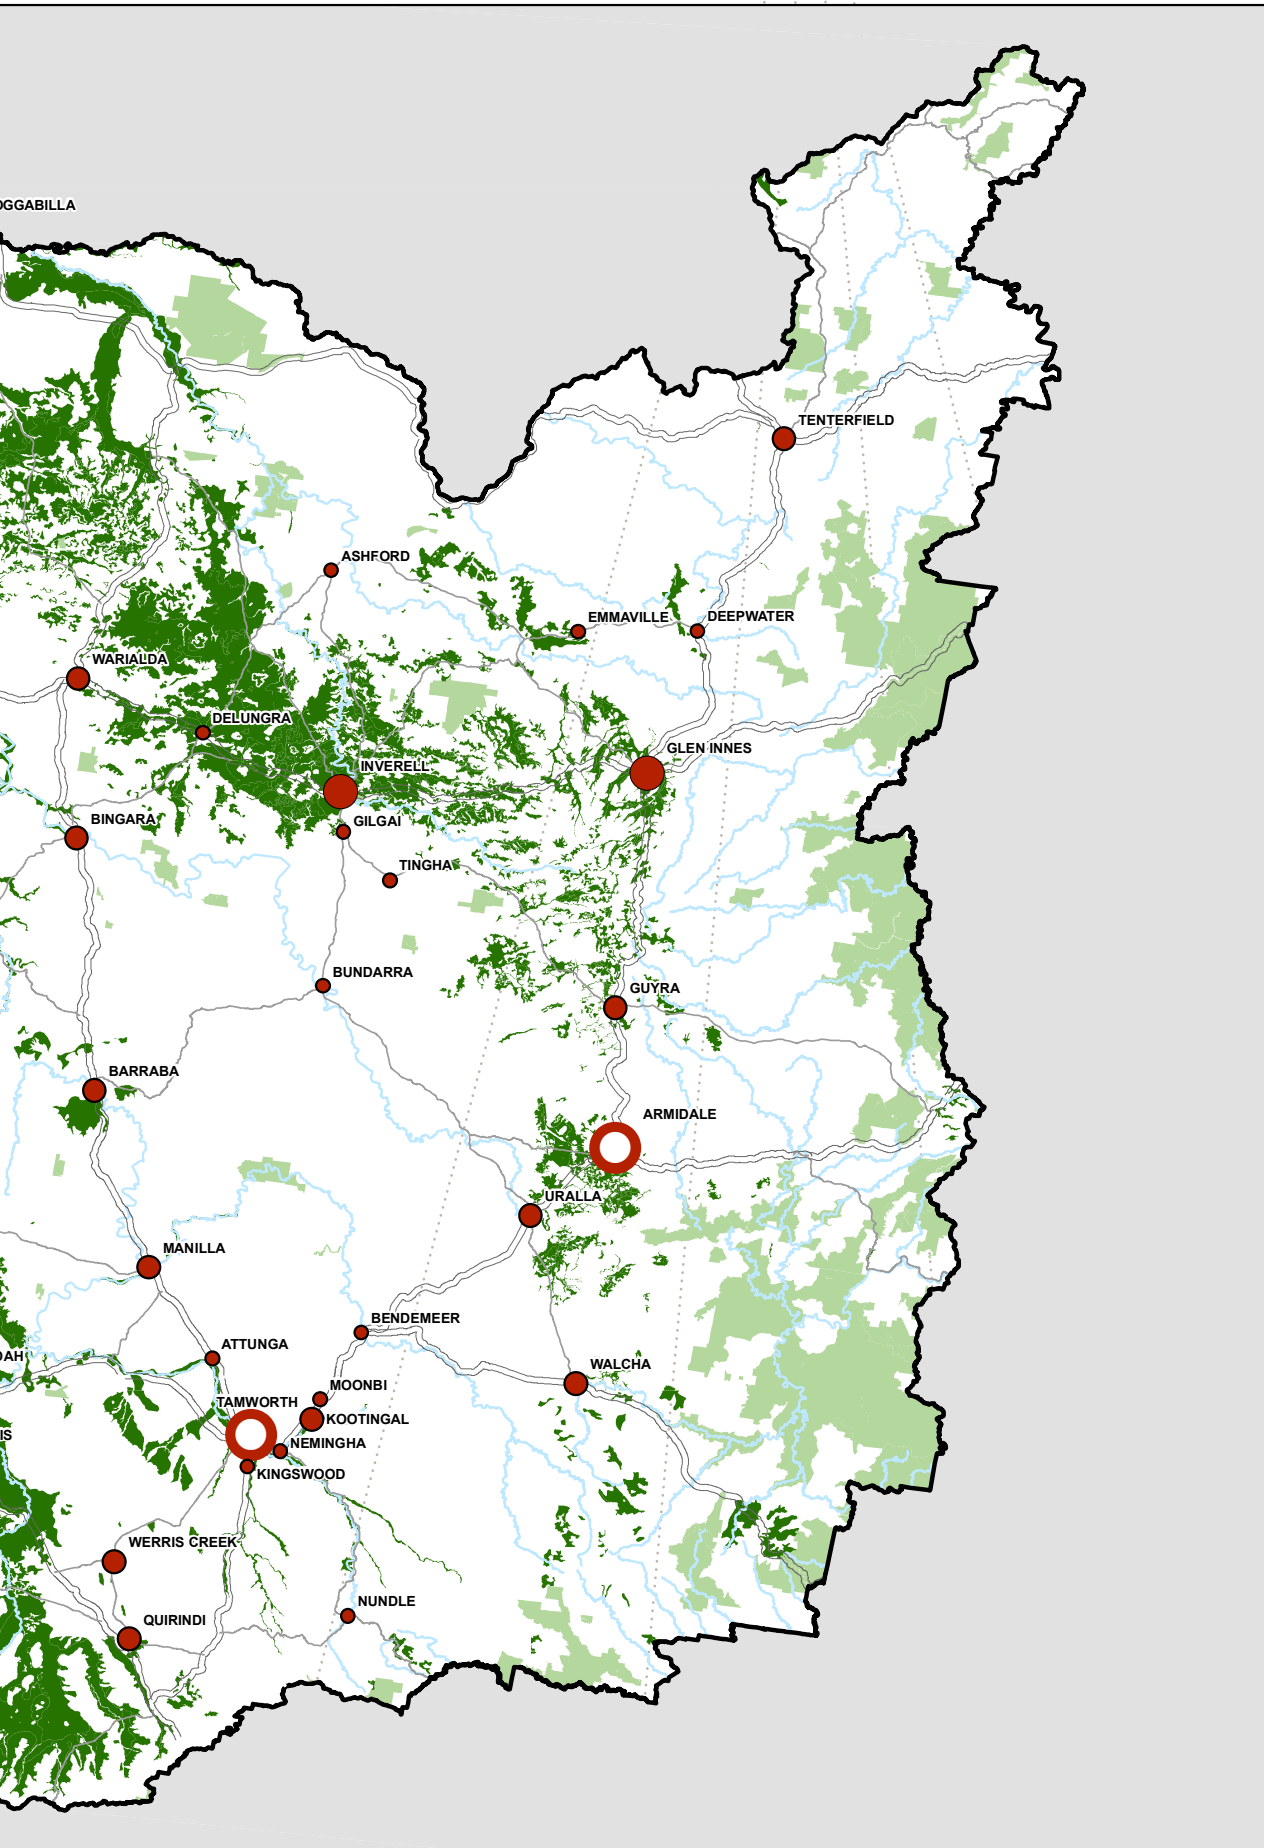 OGGABILLA
TENTERFIELD
ASHFORD
EMMAVILLE
DEEPWATER
WARIALDA
DELUNGRA
GLEN INNES
INVERELL
BINGARA
GILGAI
TINGHA
BUNDARRA
GUYRA
BARRABA
ARMIDALE
URALLA
MANILLA
BENDEMEER
ATTUNGA
DAH
WALCHA
MOONBI
TAMWORTH
KOOTINGAL
IS
NEMINGHA
KINGSWOOD
WERRIS CREEK
NUNDLE
QUIRINDI